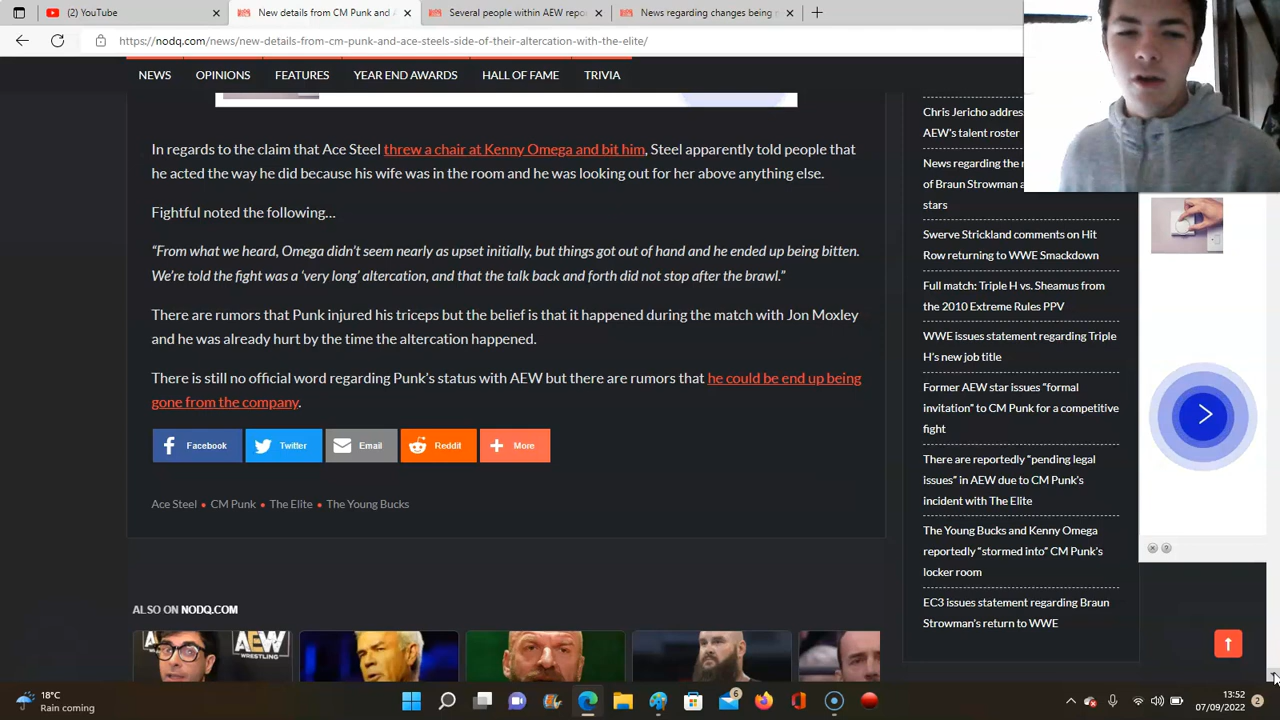 (2) YouTube
New details from CM Punk and A
Several people within AEW repo
News regarding changes being
https://nodq.com/news/new-details-from-cm-punk-and-ace-steels-side-of-their-altercation-with-the-elite/
NEWS OPINIONS FEATURES YEAR END AWARDS HALL OF FAME TRIVIA
In regards to the claim that Ace Steel threw a chair at Kenny Omega and bit him, Steel apparently told people that
he acted the way he did because his wife was in the room and he was looking out for her above anything else.
Fightful noted the following…
“From what we heard, Omega didn’t seem nearly as upset initially, but things got out of hand and he ended up being bitten.
We’re told the fight was a ‘very long’ altercation, and that the talk back and forth did not stop after the brawl.”
There are rumors that Punk injured his triceps but the belief is that it happened during the match with Jon Moxley
and he was already hurt by the time the altercation happened.
There is still no official word regarding Punk’s status with AEW but there are rumors that he could be end up being
gone from the company.
Facebook Twitter Email Reddit More
Ace Steel • CM Punk • The Elite • The Young Bucks
ALSO ON NODQ.COM
AEW
AEW
WRESTLING
Chris Jericho addres
AEW’s talent roster
News regarding the
of Braun Strowman
stars
Swerve Strickland comments on Hit
Row returning to WWE Smackdown
Full match: Triple H vs. Sheamus from
the 2010 Extreme Rules PPV
WWE issues statement regarding Triple
H’s new job title
Former AEW star issues “formal
invitation” to CM Punk for a competitive
fight
There are reportedly “pending legal
issues” in AEW due to CM Punk’s
incident with The Elite
The Young Bucks and Kenny Omega
reportedly “stormed into” CM Punk’s
locker room
EC3 issues statement regarding Braun
Strowman’s return to WWE
18°C
Rain coming
6
13:52
07/09/2022
2